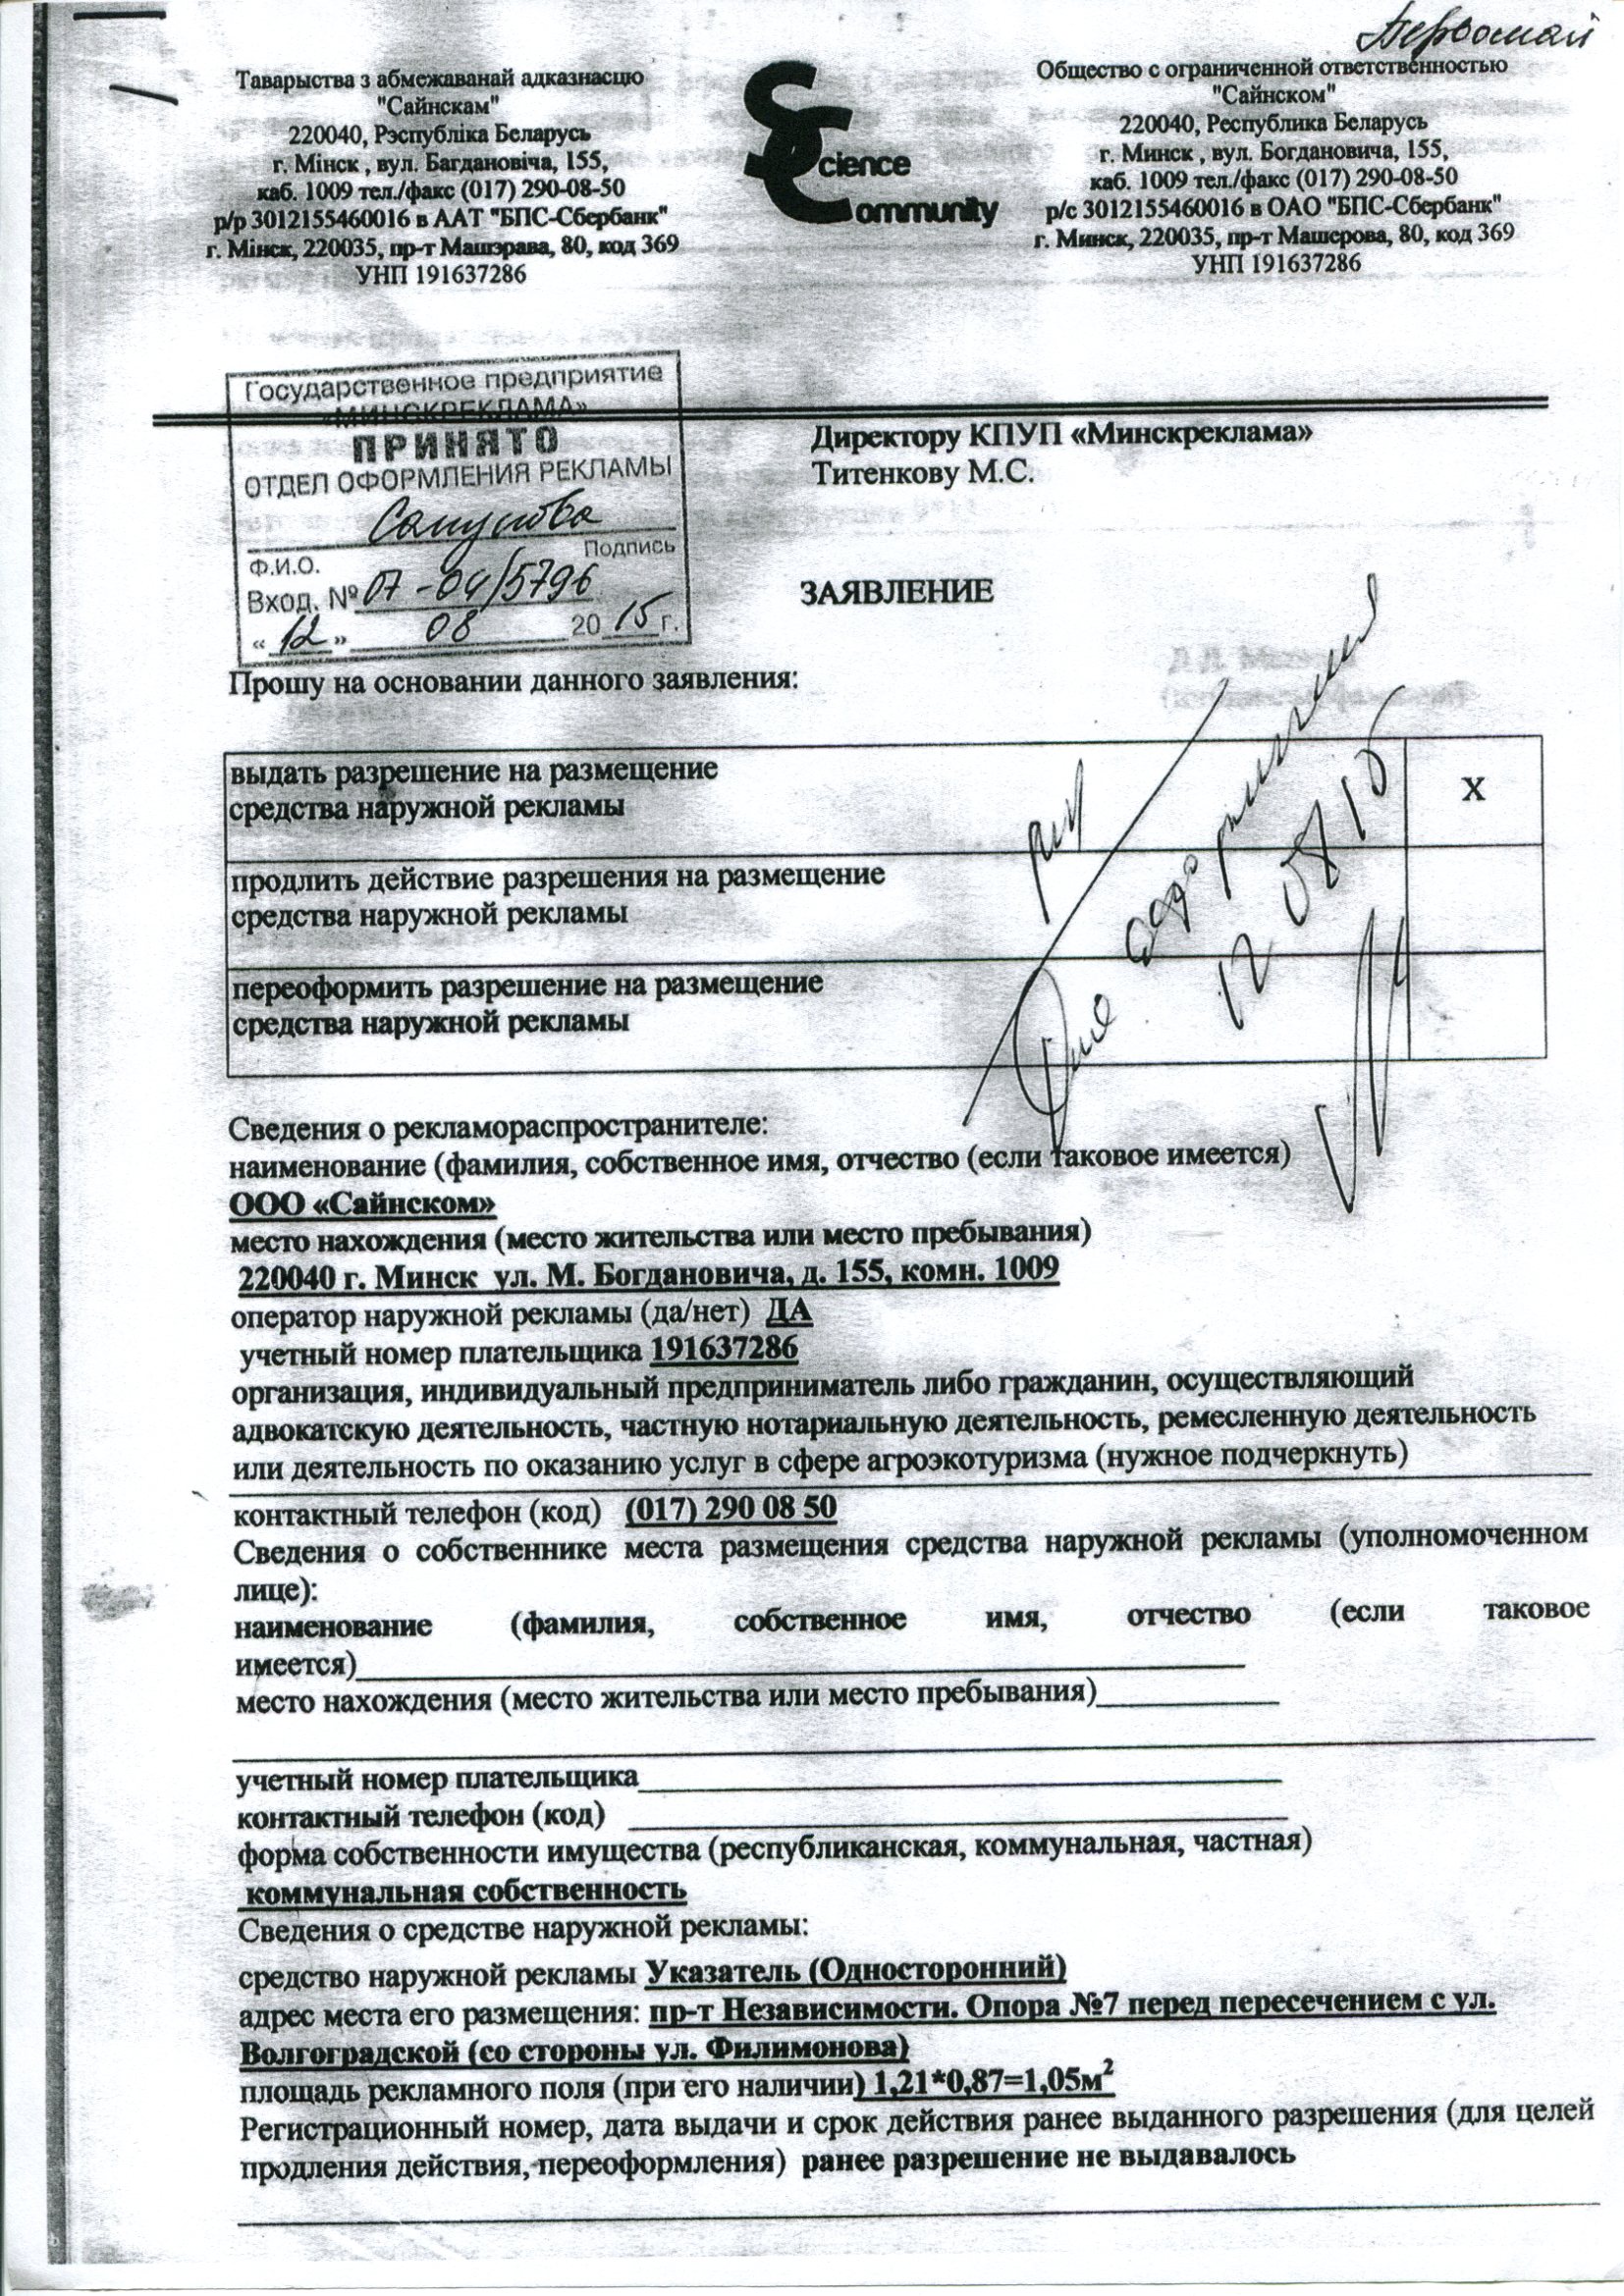 Первомай
Таварыства з абмежаванай адказнасцю
"Сайнскам"
220040, Рэспубліка Беларусь
г. Мінск , вул. Багдановіча, 155,
каб. 1009 тел./факс (017) 290-08-50
р/р 3012155460016 в ААТ "БПС-Сбербанк"
г. Мінск, 220035, пр-т Машэрава, 80, код 369
УНП 191637286
Science
Community
Общество с ограниченной ответственностью
"Сайнском"
220040, Республика Беларусь
г. Минск , вул. Богдановича, 155,
каб. 1009 тел./факс (017) 290-08-50
р/с 3012155460016 в ОАО "БПС-Сбербанк"
г. Минск, 220035, пр-т Машерова, 80, код 369
УНП 191637286
Государственное предприятие
«МИНСКРЕКЛАМА»
ПРИНЯТО
ОТДЕЛ ОФОРМЛЕНИЯ РЕКЛАМЫ
Подпись
Ф.И.О.
Вход. № 07-04/5796
« 12 » 08 20 15 г.
Директору КПУП «Минскреклама»
Титенкову М.С.
ЗАЯВЛЕНИЕ
Прошу на основании данного заявления:
выдать разрешение на размещение
средства наружной рекламы
X
продлить действие разрешения на размещение
средства наружной рекламы
переоформить разрешение на размещение
средства наружной рекламы
12 08 15
Сведения о рекламораспространителе:
наименование (фамилия, собственное имя, отчество (если таковое имеется)
ООО «Сайнском»
место нахождения (место жительства или место пребывания)
220040 г. Минск ул. М. Богдановича, д. 155, комн. 1009
оператор наружной рекламы (да/нет) ДА
учетный номер плательщика 191637286
организация, индивидуальный предприниматель либо гражданин, осуществляющий
адвокатскую деятельность, частную нотариальную деятельность, ремесленную деятельность
или деятельность по оказанию услуг в сфере агроэкотуризма (нужное подчеркнуть)
контактный телефон (код) (017) 290 08 50
Сведения о собственнике места размещения средства наружной рекламы (уполномоченном
лице):
наименование (фамилия, собственное имя, отчество (если таковое
имеется)
место нахождения (место жительства или место пребывания)
учетный номер плательщика
контактный телефон (код)
форма собственности имущества (республиканская, коммунальная, частная)
коммунальная собственность
Сведения о средстве наружной рекламы:
средство наружной рекламы Указатель (Односторонний)
адрес места его размещения: пр-т Независимости. Опора №7 перед пересечением с ул.
Волгоградской (со стороны ул. Филимонова)
площадь рекламного поля (при его наличии) 1,21*0,87=1,05м²
Регистрационный номер, дата выдачи и срок действия ранее выданного разрешения (для целей
продления действия, переоформления) ранее разрешение не выдавалось